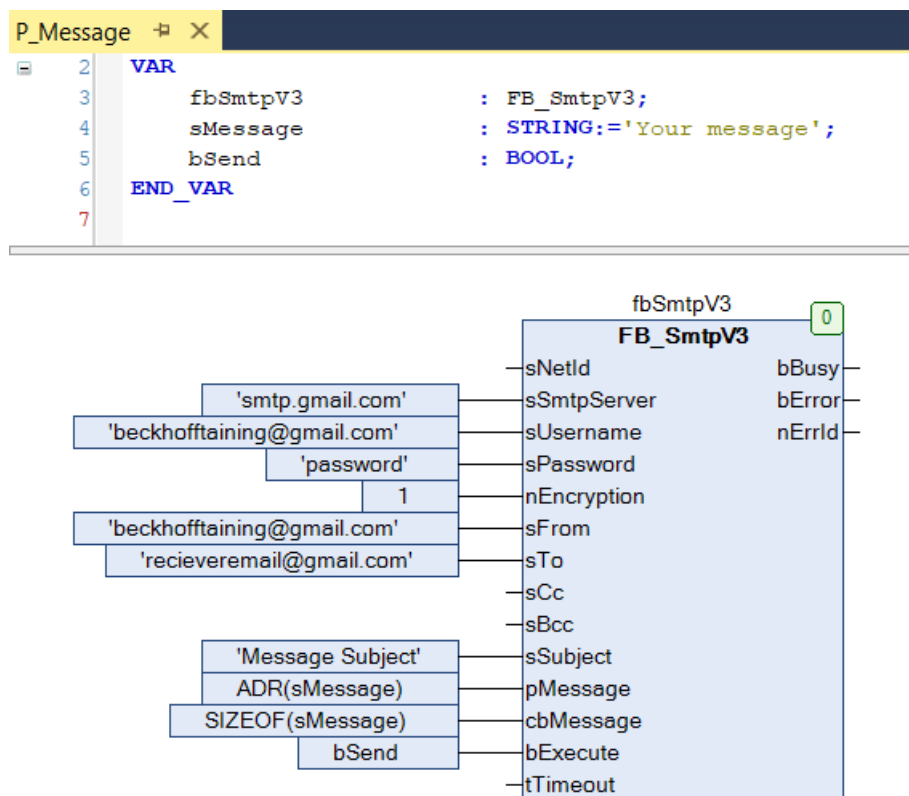 P_Message
2 VAR
3 fbSmtpV3 : FB_SmtpV3;
4 sMessage : STRING:='Your message';
5 bSend : BOOL;
6 END_VAR
7
fbSmtpV3
0
FB_SmtpV3
sNetId bBusy
'smtp.gmail.com' sSmtpServer bError
'beckhofftaining@gmail.com' sUsername nErrId
'password' sPassword
1 nEncryption
'beckhofftaining@gmail.com' sFrom
'recieveremail@gmail.com' sTo
sCc
sBcc
'Message Subject' sSubject
ADR(sMessage) pMessage
SIZEOF(sMessage) cbMessage
bSend bExecute
tTimeout